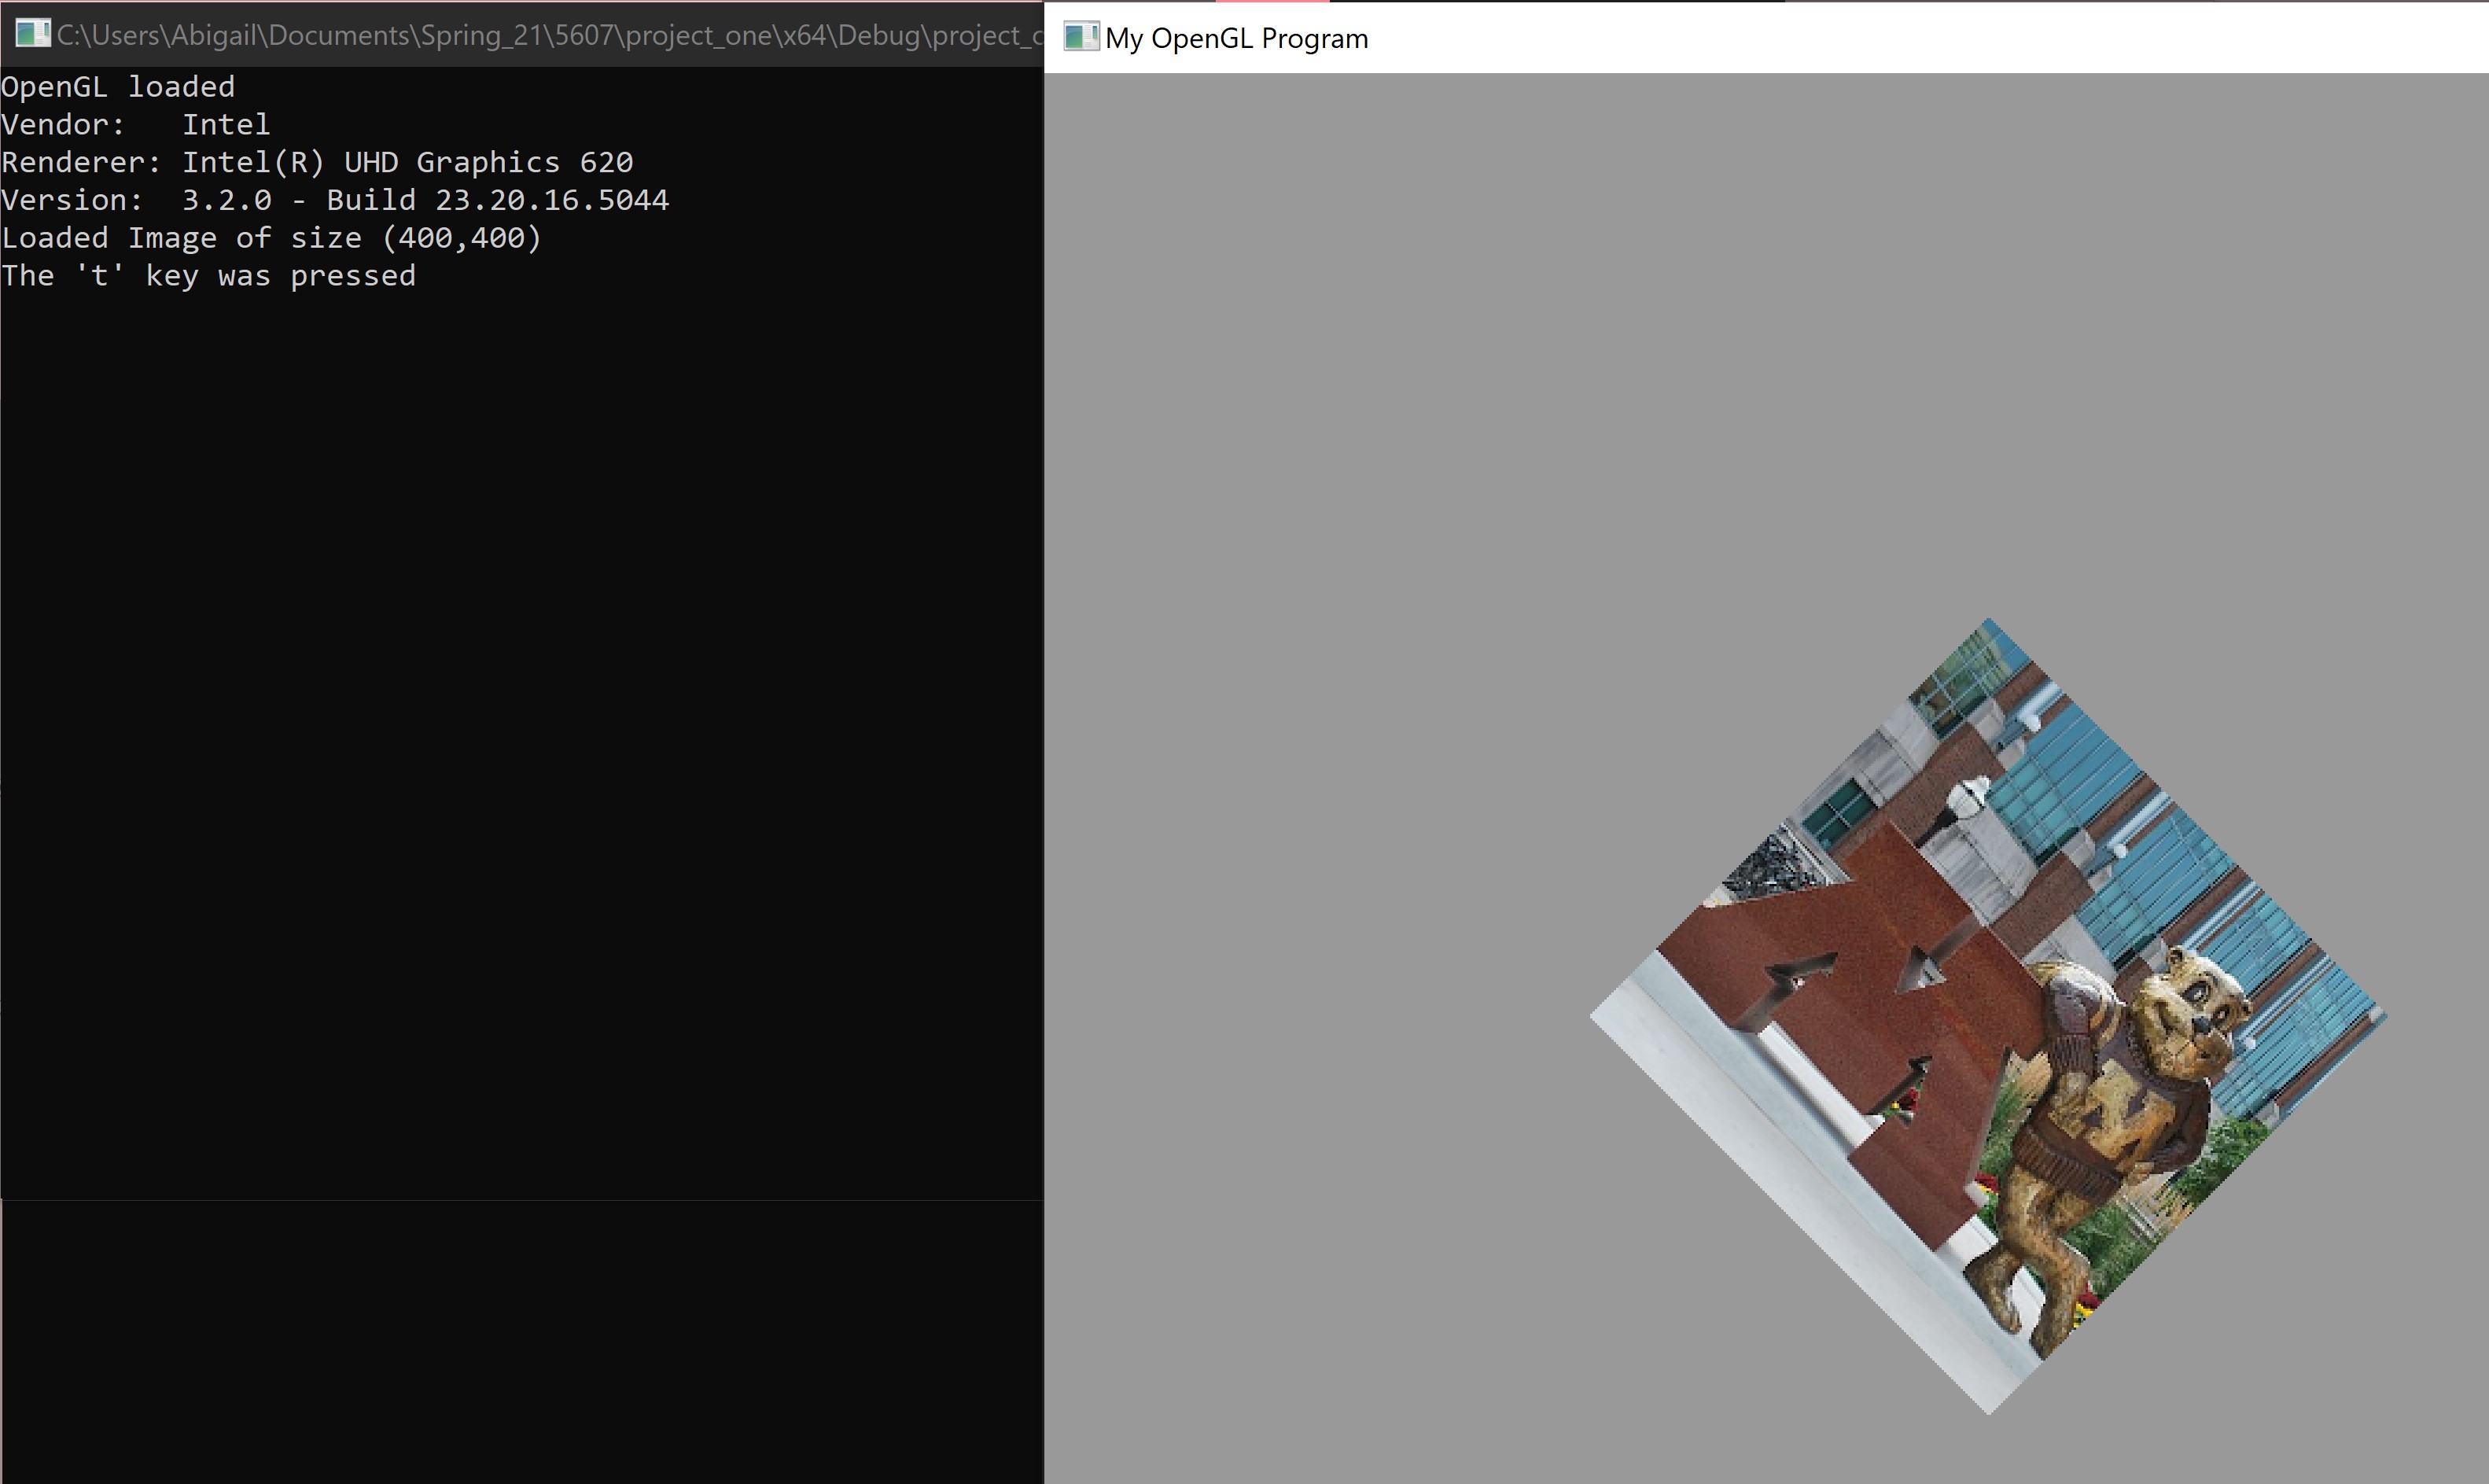 C:\Users\Abigail\Documents\Spring_21\5607\project_one\x64\Debug\project_
OpenGL loaded
Vendor:   Intel
Renderer: Intel(R) UHD Graphics 620
Version:  3.2.0 - Build 23.20.16.5044
Loaded Image of size (400,400)
The 't' key was pressed
My OpenGL Program
M